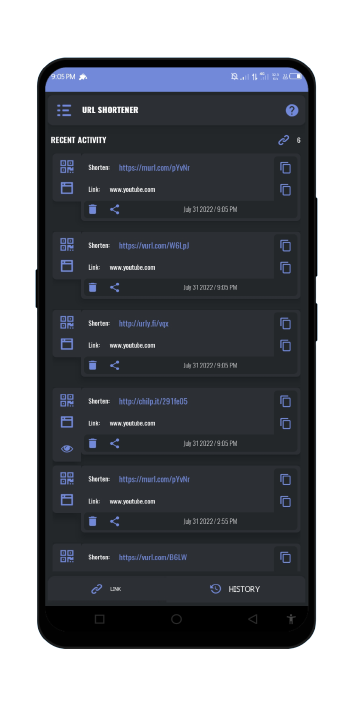 9:05 PM
URL SHORTENER
RECENT ACTIVITY 6
Shorten: https://murl.com/pYvNr
Link: www.youtube.com
July 31 2022 / 9:05 PM
Shorten: https://vurl.com/W6LpJ
Link: www.youtube.com
July 31 2022 / 9:05 PM
Shorten: http://urly.fi/vqx
Link: www.youtube.com
July 31 2022 / 9:05 PM
Shorten: http://chilp.it/291fe05
Link: www.youtube.com
July 31 2022 / 9:05 PM
Shorten: https://murl.com/pYvNr
Link: www.youtube.com
July 31 2022 / 2:55 PM
Shorten: https://vurl.com/B6LW
LINK HISTORY